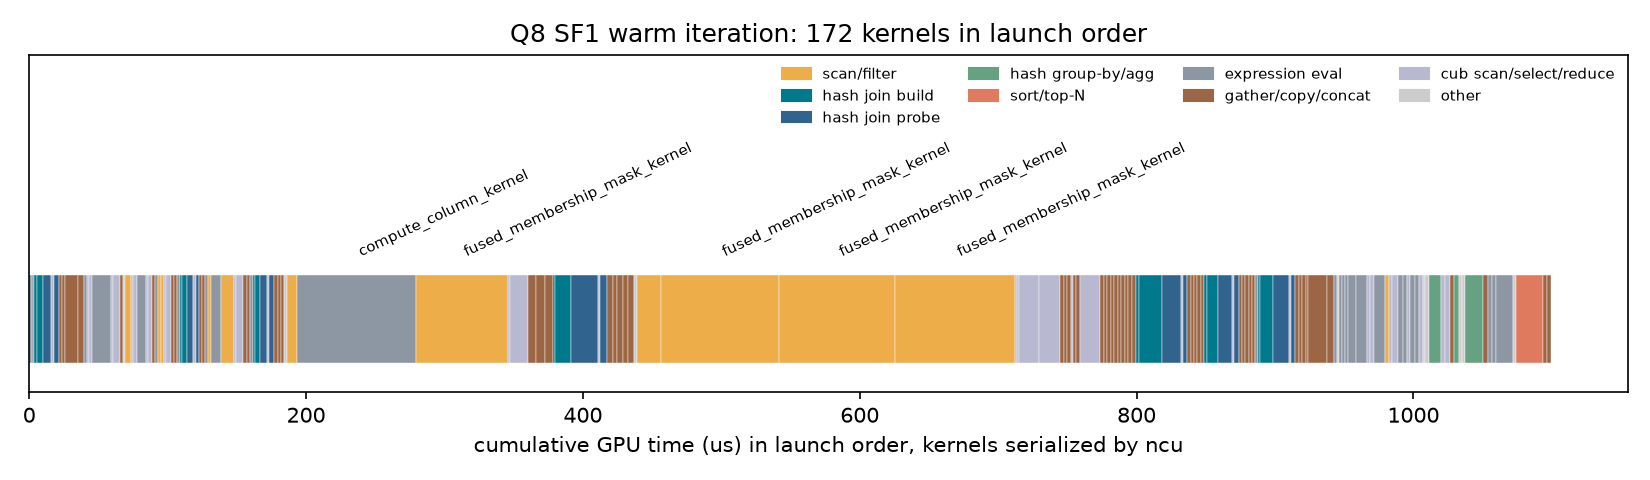 Q8 SF1 warm iteration: 172 kernels in launch order
scan/filter
hash join build
hash join probe
hash group-by/agg
sort/top-N
expression eval
gather/copy/concat
cub scan/select/reduce
other
compute_column_kernel
fused_membership_mask_kernel
fused_membership_mask_kernel
fused_membership_mask_kernel
fused_membership_mask_kernel
0 200 400 600 800 1000
cumulative GPU time (us) in launch order, kernels serialized by ncu